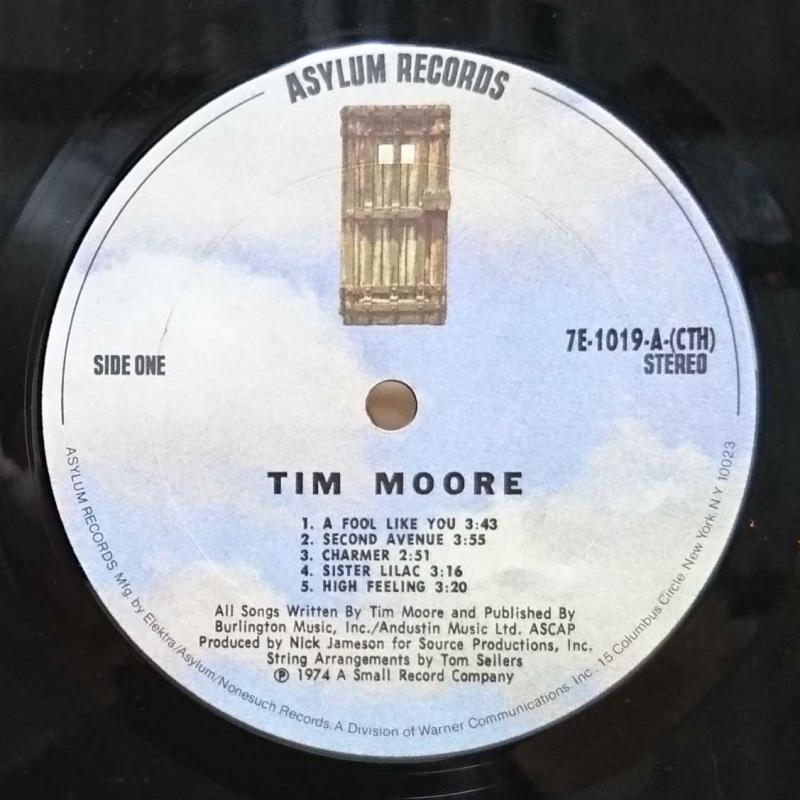 ASYLUM RECORDS
SIDE ONE
7E-1019-A-(CTH)
STEREO
TIM MOORE
1. A FOOL LIKE YOU 3:43
2. SECOND AVENUE 3:55
3. CHARMER 2:51
4. SISTER LILAC 3:16
5. HIGH FEELING 3:20
All Songs Written By Tim Moore and Published By
Burlington Music, Inc./Andustin Music Ltd. ASCAP
Produced by Nick Jameson for Source Productions, Inc.
String Arrangements by Tom Sellers
℗ 1974 A Small Record Company
ASYLUM RECORDS Mfg. by Elektra/Asylum/Nonesuch Records. A Division of Warner Communications, Inc. 15 Columbus Circle New York N Y 10023